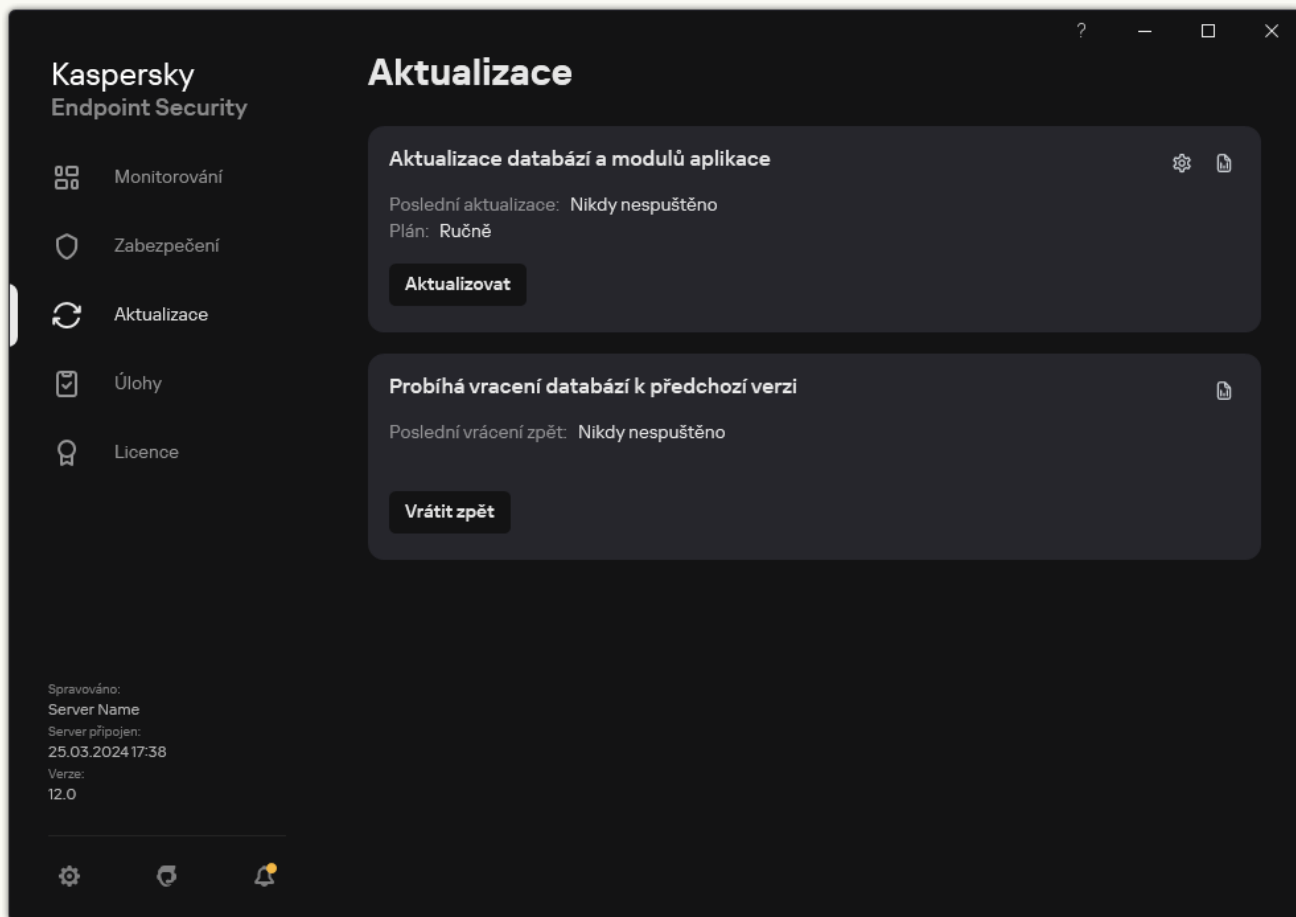 ?
Kaspersky
Endpoint Security
Monitorování
Zabezpečení
Aktualizace
Úlohy
Licence
Spravováno:
Server Name
Server připojen:
25.03.2024 17:38
Verze:
12.0
Aktualizace
Aktualizace databází a modulů aplikace
Poslední aktualizace: Nikdy nespuštěno
Plán: Ručně
Aktualizovat
Probíhá vracení databází k předchozí verzi
Poslední vrácení zpět: Nikdy nespuštěno
Vrátit zpět